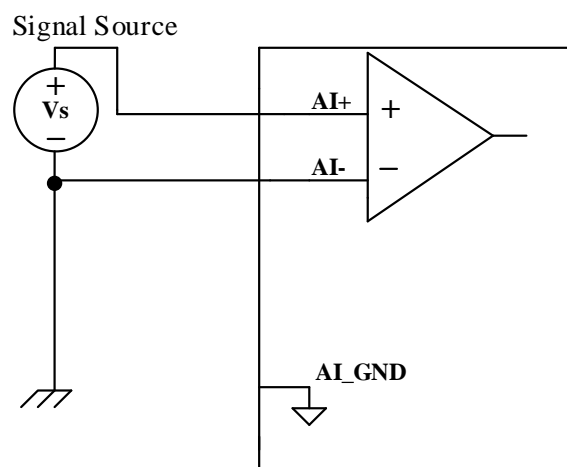 Signal Source
+
Vs
−
AI+
+
AI-
−
AI_GND